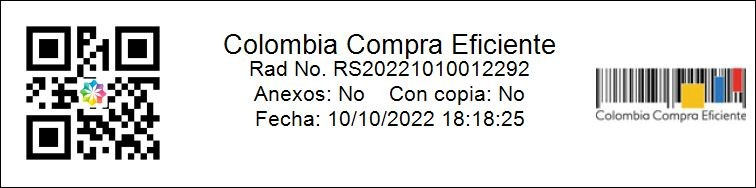 Colombia Compra Eficiente
Rad No. RS20221010012292
Anexos: No    Con copia: No
Fecha: 10/10/2022 18:18:25
Colombia Compra Eficiente